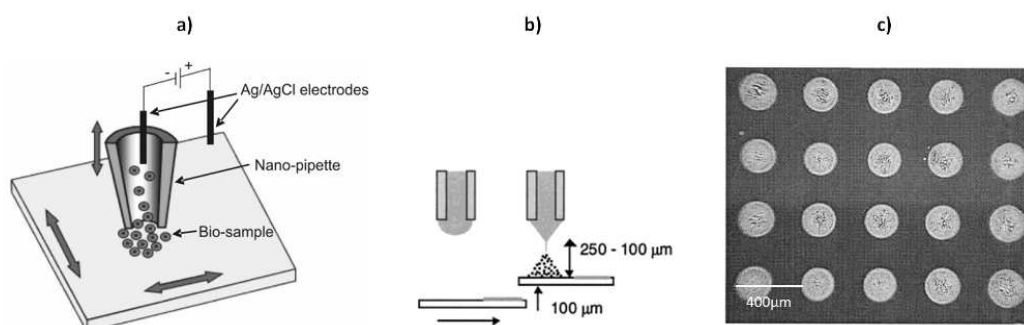 a)
b)
c)
- +
Ag/AgCl electrodes
Nano-pipette
Bio-sample
250 - 100 µm
100 µm
400µm